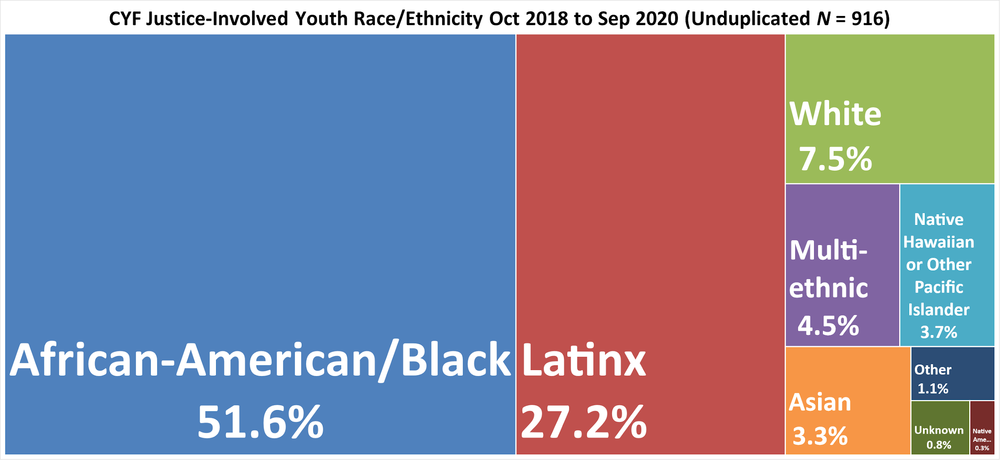 CYF Justice-Involved Youth Race/Ethnicity Oct 2018 to Sep 2020 (Unduplicated N = 916)
African-American/Black
51.6%
Latinx
27.2%
White
7.5%
Multi-
ethnic
4.5%
Native
Hawaiian
or Other
Pacific
Islander
3.7%
Asian
3.3%
Other
1.1%
Unknown
0.8%
Native
Ame...
0.3%